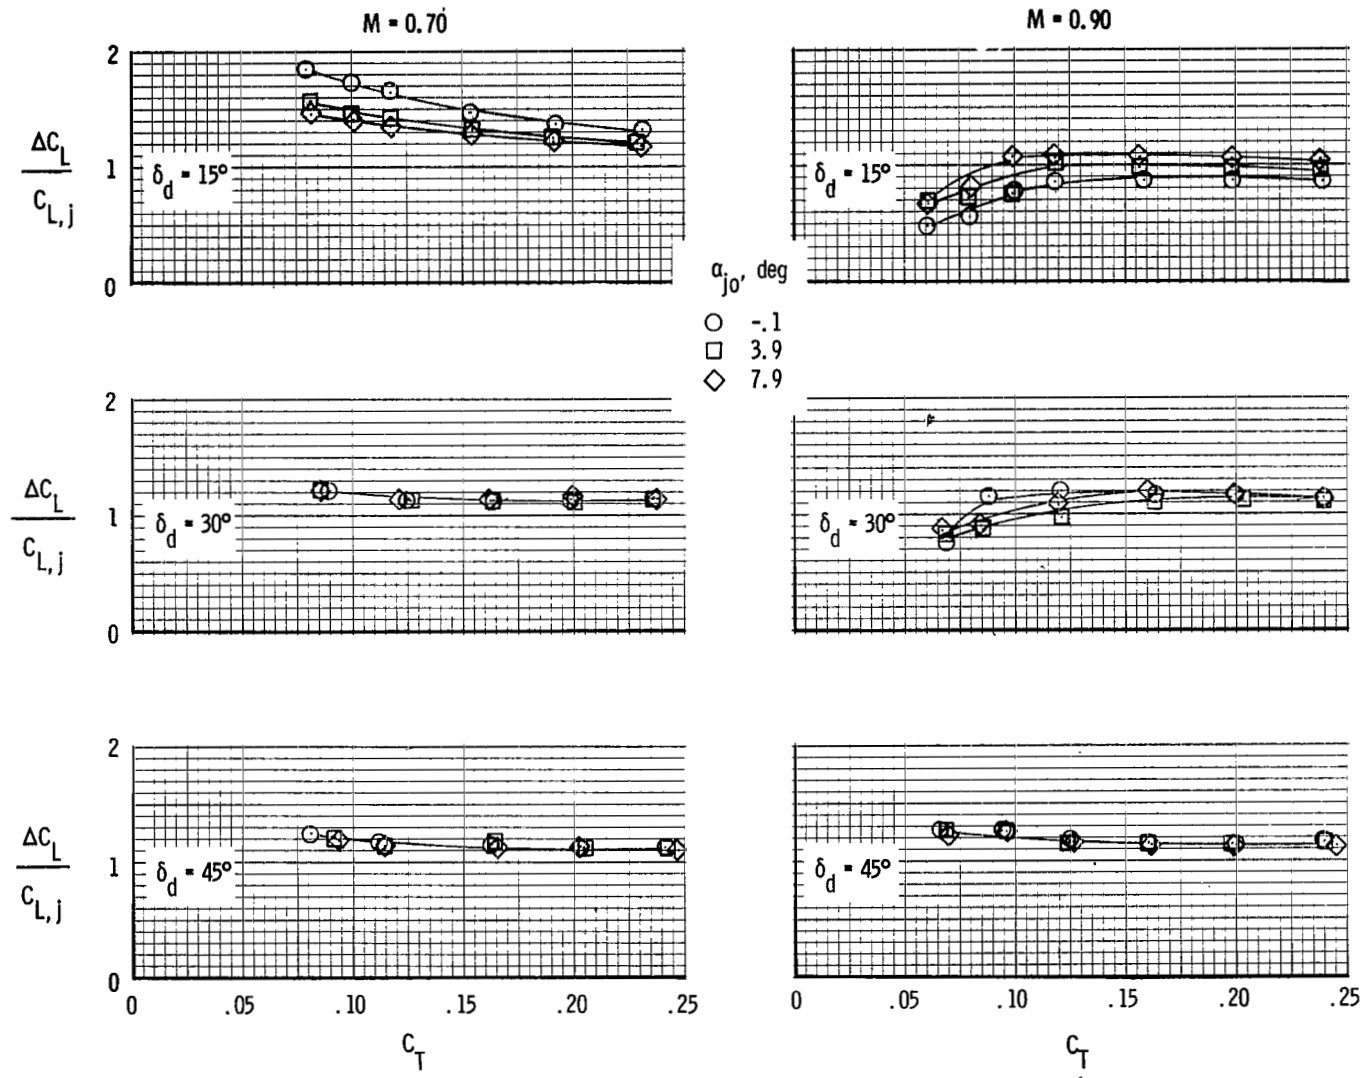 M = 0.70
M = 0.90
2
ΔC_L
1
δ_d = 15°
δ_d = 15°
C_L,j
0
α_jo, deg
-.1
3.9
7.9
2
ΔC_L
1
δ_d = 30°
δ_d = 30°
C_L,j
0
2
ΔC_L
1
δ_d = 45°
δ_d = 45°
C_L,j
0
0 .05 .10 .15 .20 .25
0 .05 .10 .15 .20 .25
C_T
C_T